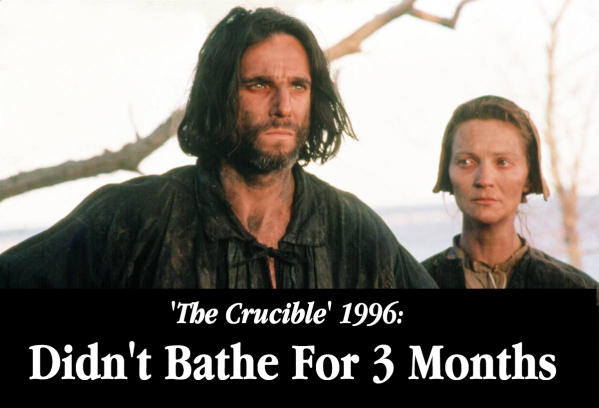 'The Crucible' 1996:
Didn't Bathe For 3 Months